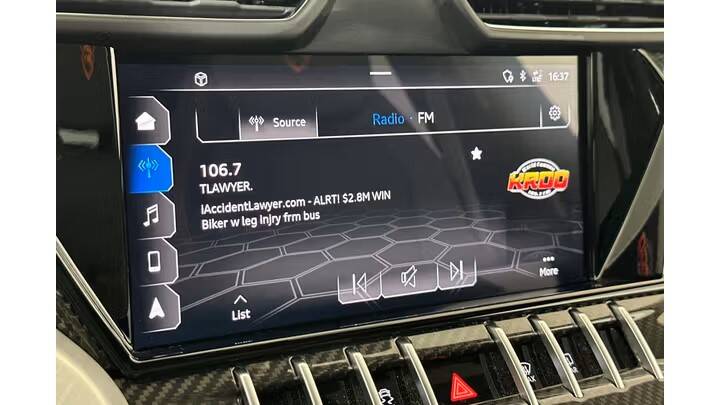 16:37
Source
Radio · FM
106.7
TLAWYER.
iAccidentLawyer.com - ALRT! $2.8M WIN
Biker w leg Injry frm bus
KROQ
List
More
MAX